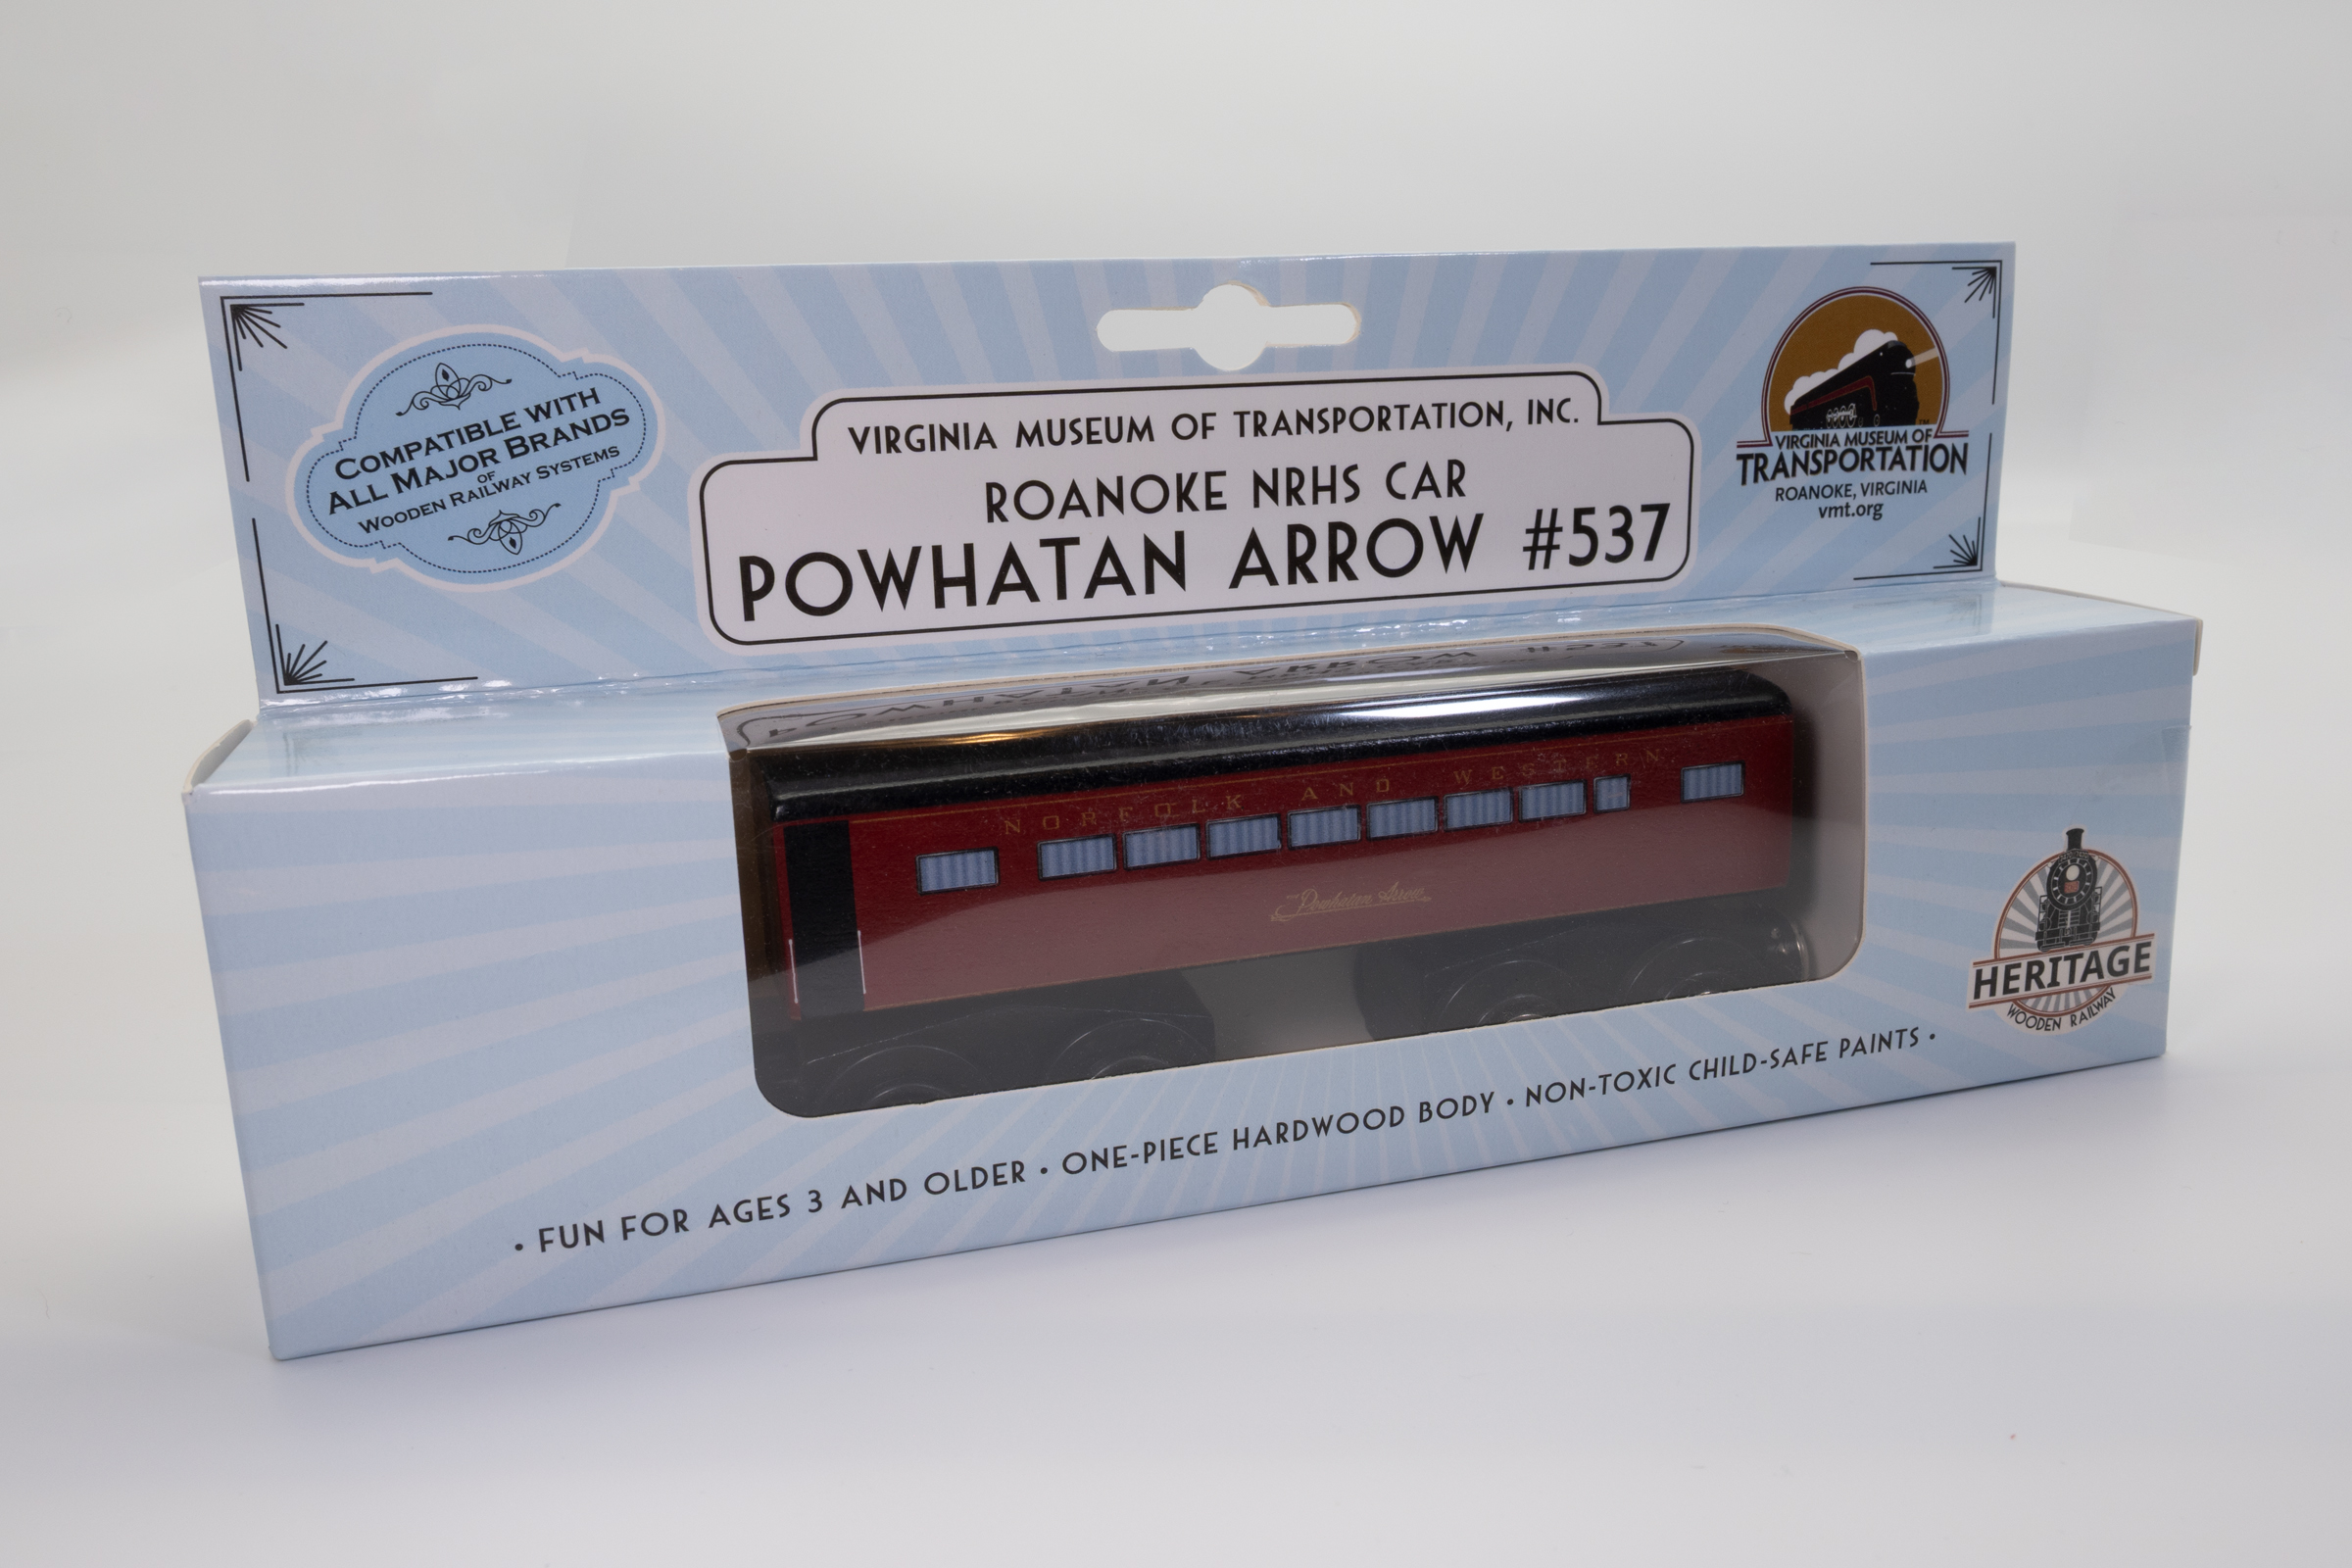 COMPATIBLE WITH
ALL MAJOR BRANDS
OF
WOODEN RAILWAY SYSTEMS
VIRGINIA MUSEUM OF TRANSPORTATION, INC.
ROANOKE NRHS CAR
POWHATAN ARROW #537
VIRGINIA MUSEUM OF
TRANSPORTATION
ROANOKE, VIRGINIA
vmt.org
NORFOLK AND WESTERN
Powhatan Arrow
HERITAGE
WOODEN RAILWAY
• FUN FOR AGES 3 AND OLDER • ONE-PIECE HARDWOOD BODY • NON-TOXIC CHILD-SAFE PAINTS •